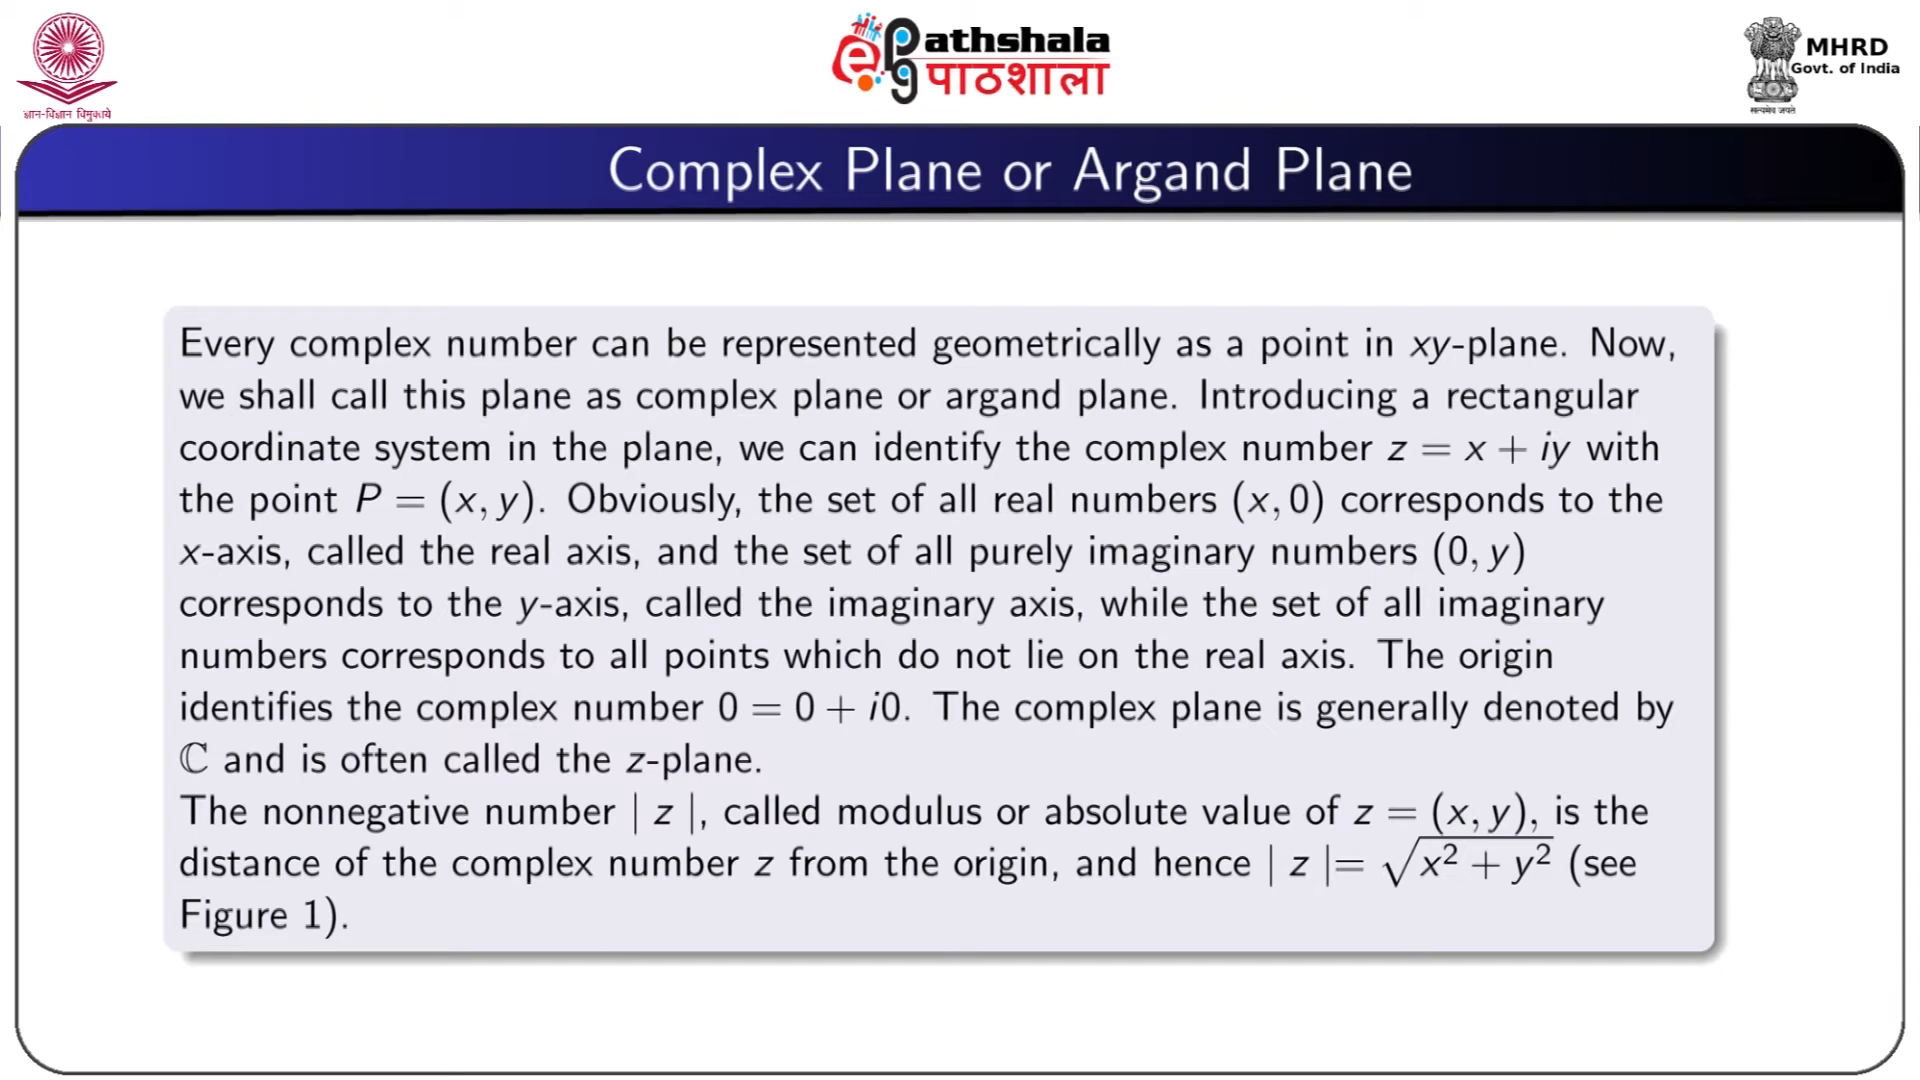 ज्ञान-विज्ञान विमुक्तये
e PG Pathshala
पाठशाला
MHRD
Govt. of India
सत्यमेव जयते
Complex Plane or Argand Plane
Every complex number can be represented geometrically as a point in xy-plane. Now,
we shall call this plane as complex plane or argand plane. Introducing a rectangular
coordinate system in the plane, we can identify the complex number z = x + iy with
the point P = (x, y). Obviously, the set of all real numbers (x, 0) corresponds to the
x-axis, called the real axis, and the set of all purely imaginary numbers (0, y)
corresponds to the y-axis, called the imaginary axis, while the set of all imaginary
numbers corresponds to all points which do not lie on the real axis. The origin
identifies the complex number 0 = 0 + i0. The complex plane is generally denoted by
ℂ and is often called the z-plane.
The nonnegative number | z |, called modulus or absolute value of z = (x, y), is the
distance of the complex number z from the origin, and hence | z |= √(x² + y²) (see
Figure 1).